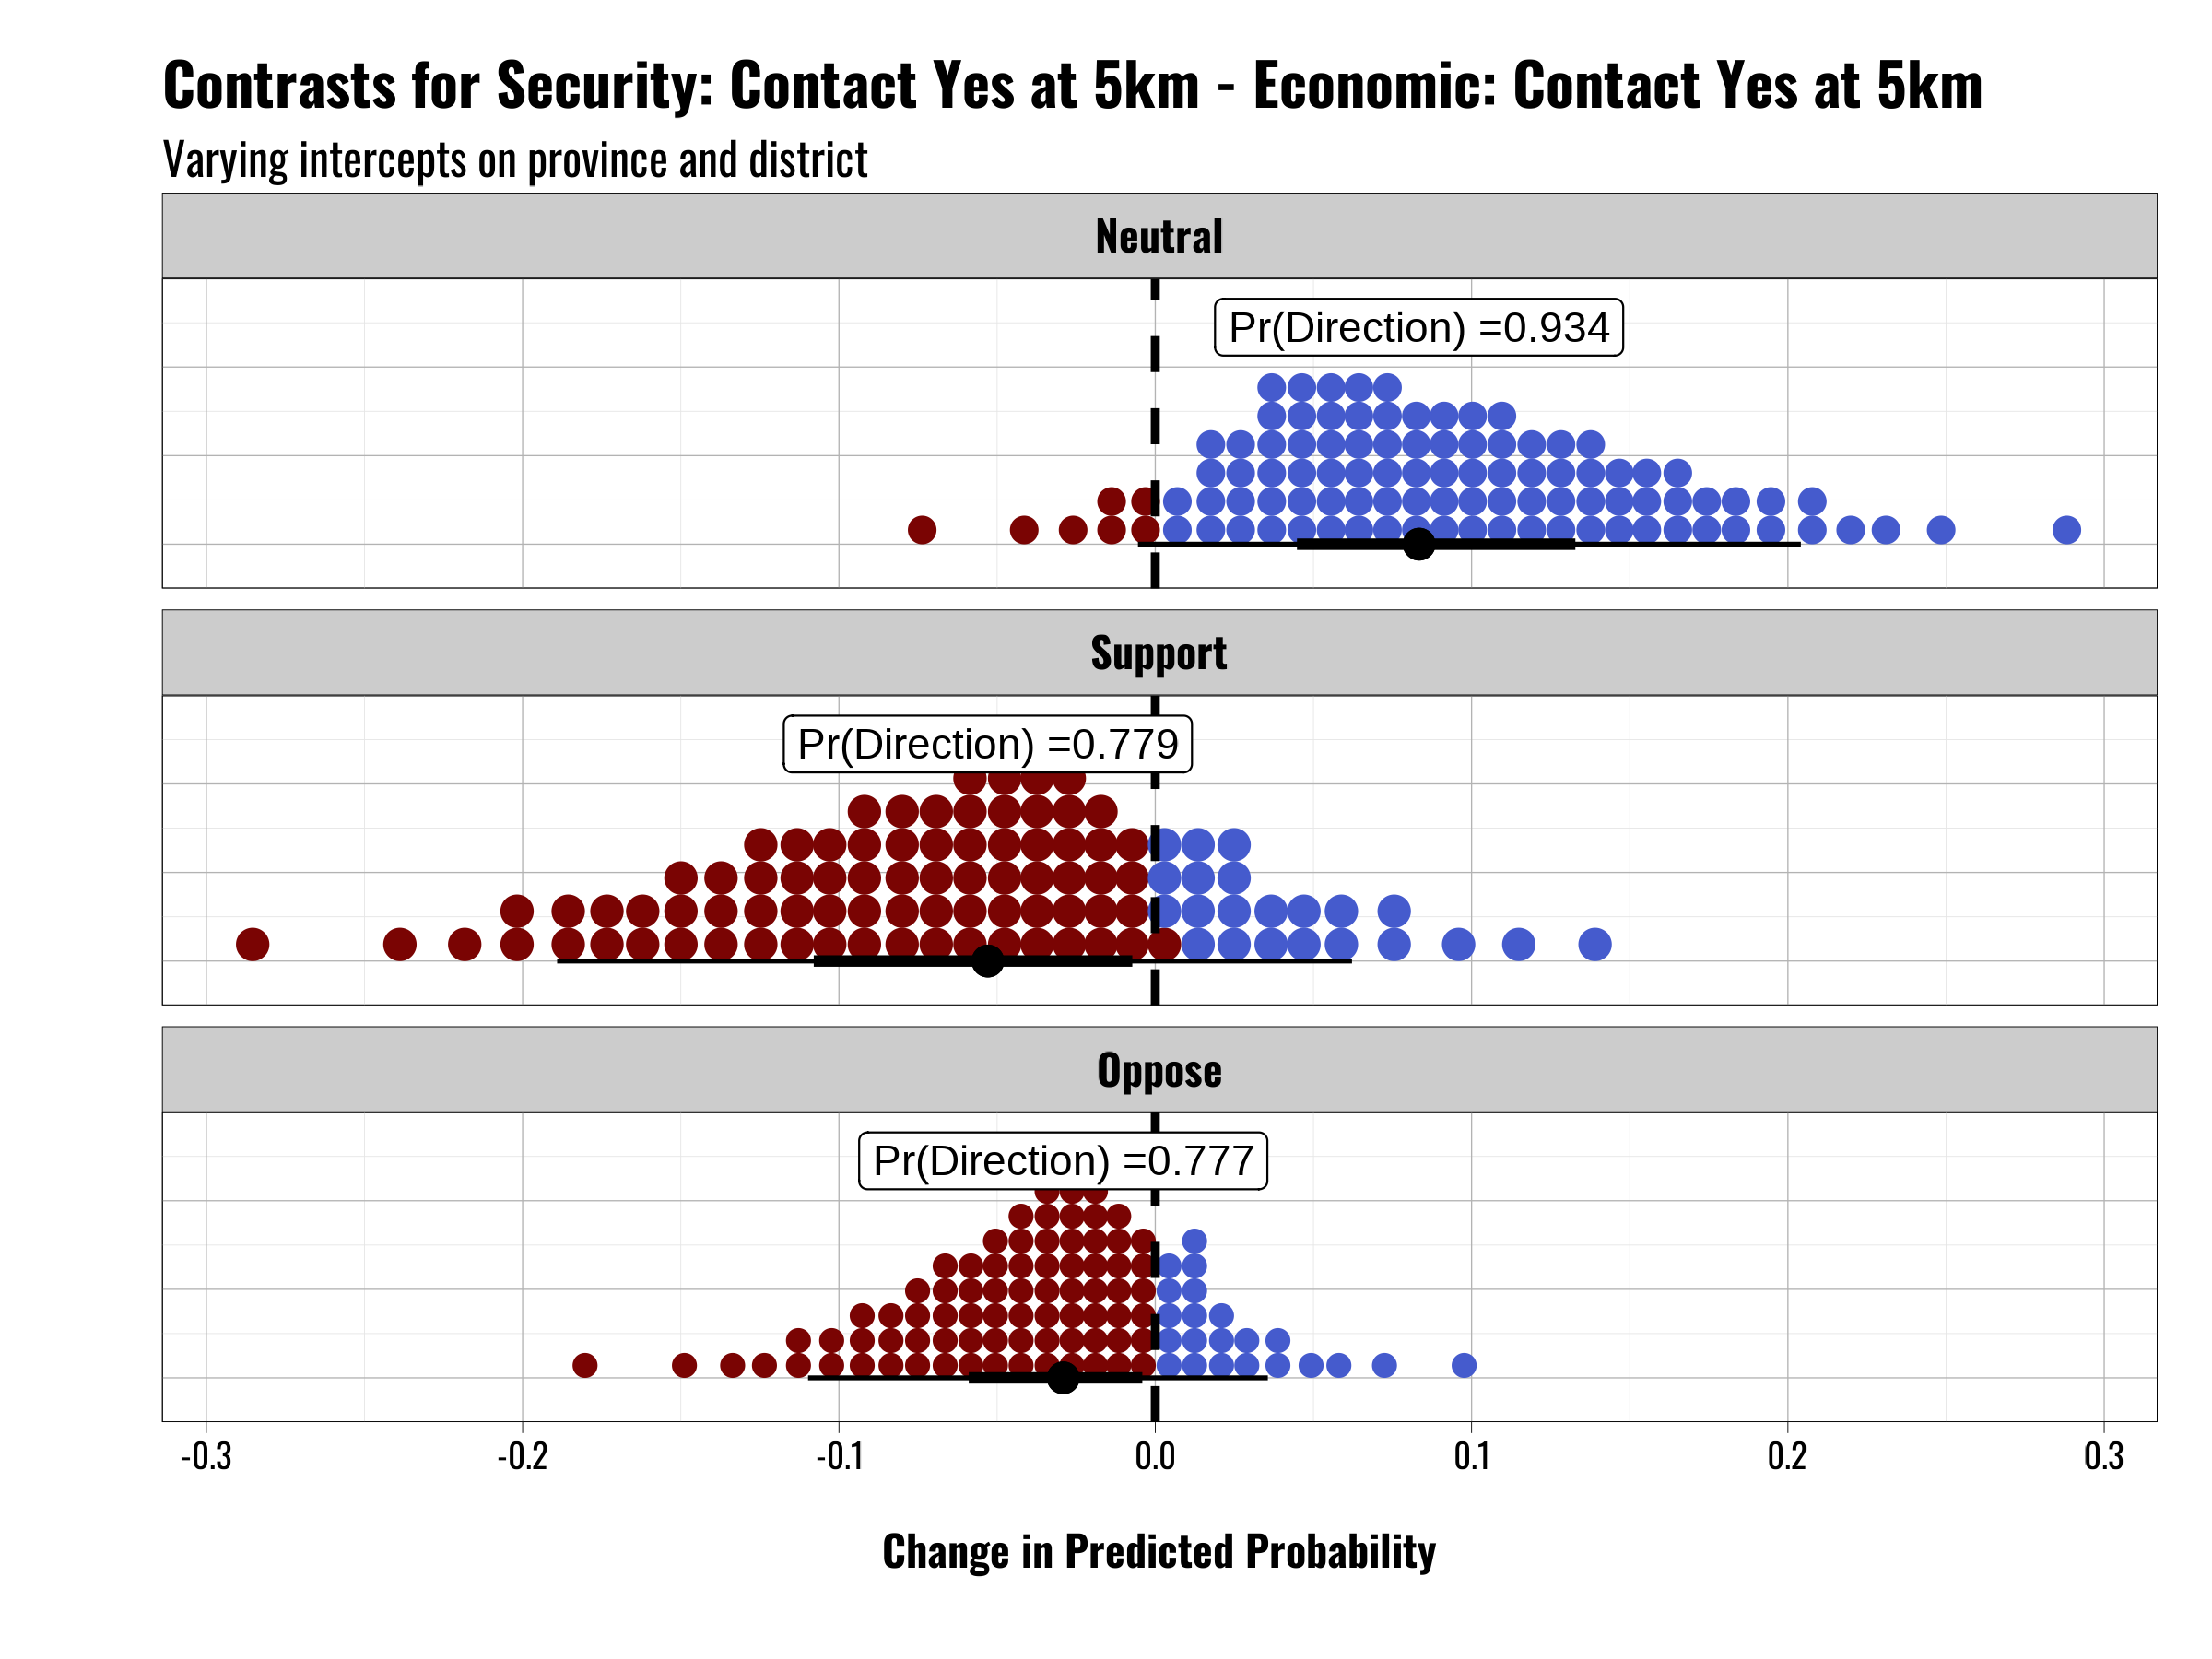 Contrasts for Security: Contact Yes at 5km - Economic: Contact Yes at 5km
Varying intercepts on province and district
Neutral
Pr(Direction) =0.934
Support
Pr(Direction) =0.779
Oppose
Pr(Direction) =0.777
-0.3 -0.2 -0.1 0.0 0.1 0.2 0.3
Change in Predicted Probability